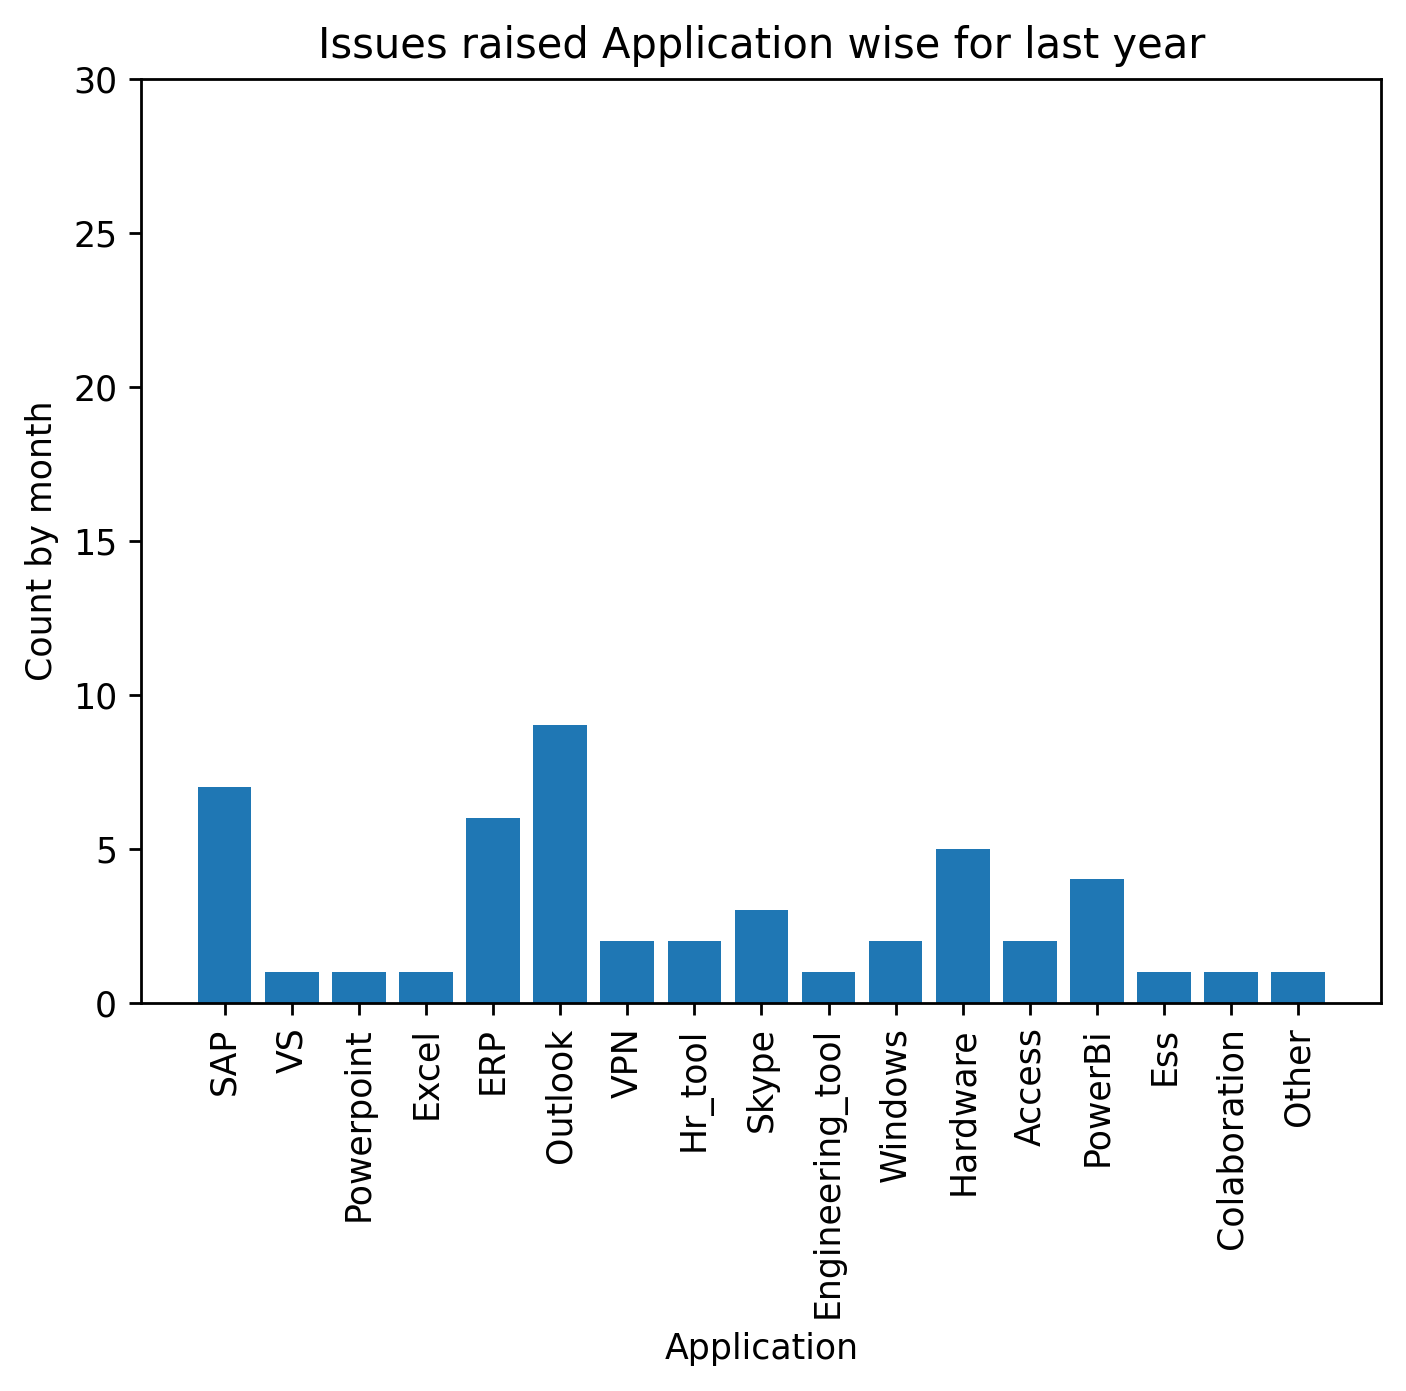 Issues raised Application wise for last year
30
25
20
15
10
5
0
Count by month
SAP
VS
Powerpoint
Excel
ERP
Outlook
VPN
Hr_tool
Skype
Engineering_tool
Windows
Hardware
Access
PowerBi
Ess
Colaboration
Other
Application